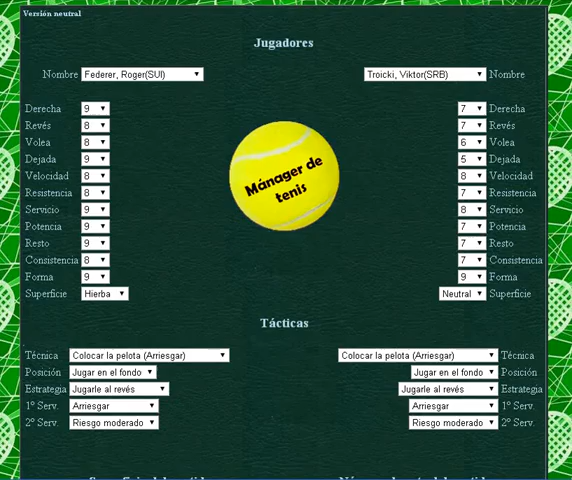 Versión neutral
Jugadores
Nombre Federer, Roger(SUI) Troicki, Viktor(SRB) Nombre
Derecha 9 7 Derecha
Revés 8 7 Revés
Volea 8 6 Volea
Dejada 9 5 Dejada
Velocidad 8 8 Velocidad
Resistencia 8 7 Resistencia
Servicio 9 8 Servicio
Potencia 9 7 Potencia
Resto 9 7 Resto
Consistencia 8 7 Consistencia
Forma 9 9 Forma
Superficie Hierba Neutral Superficie
Mánager de
tenis
Tácticas
Técnica Colocar la pelota (Arriesgar) Colocar la pelota (Arriesgar) Técnica
Posición Jugar en el fondo Jugar en el fondo Posición
Estrategia Jugarle al revés Jugarle al revés Estrategia
1º Serv. Arriesgar Arriesgar 1º Serv.
2º Serv. Riesgo moderado Riesgo moderado 2º Serv.